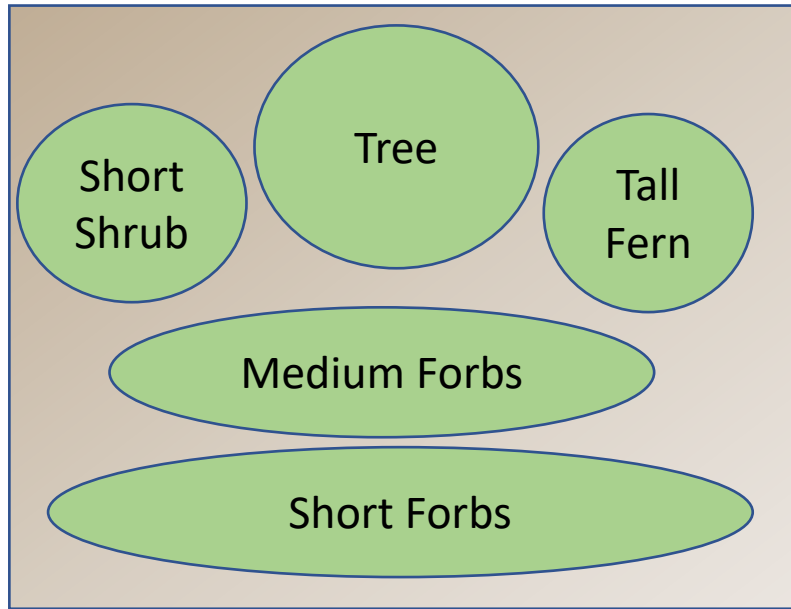 Tree
Short
Shrub
Tall
Fern
Medium Forbs
Short Forbs